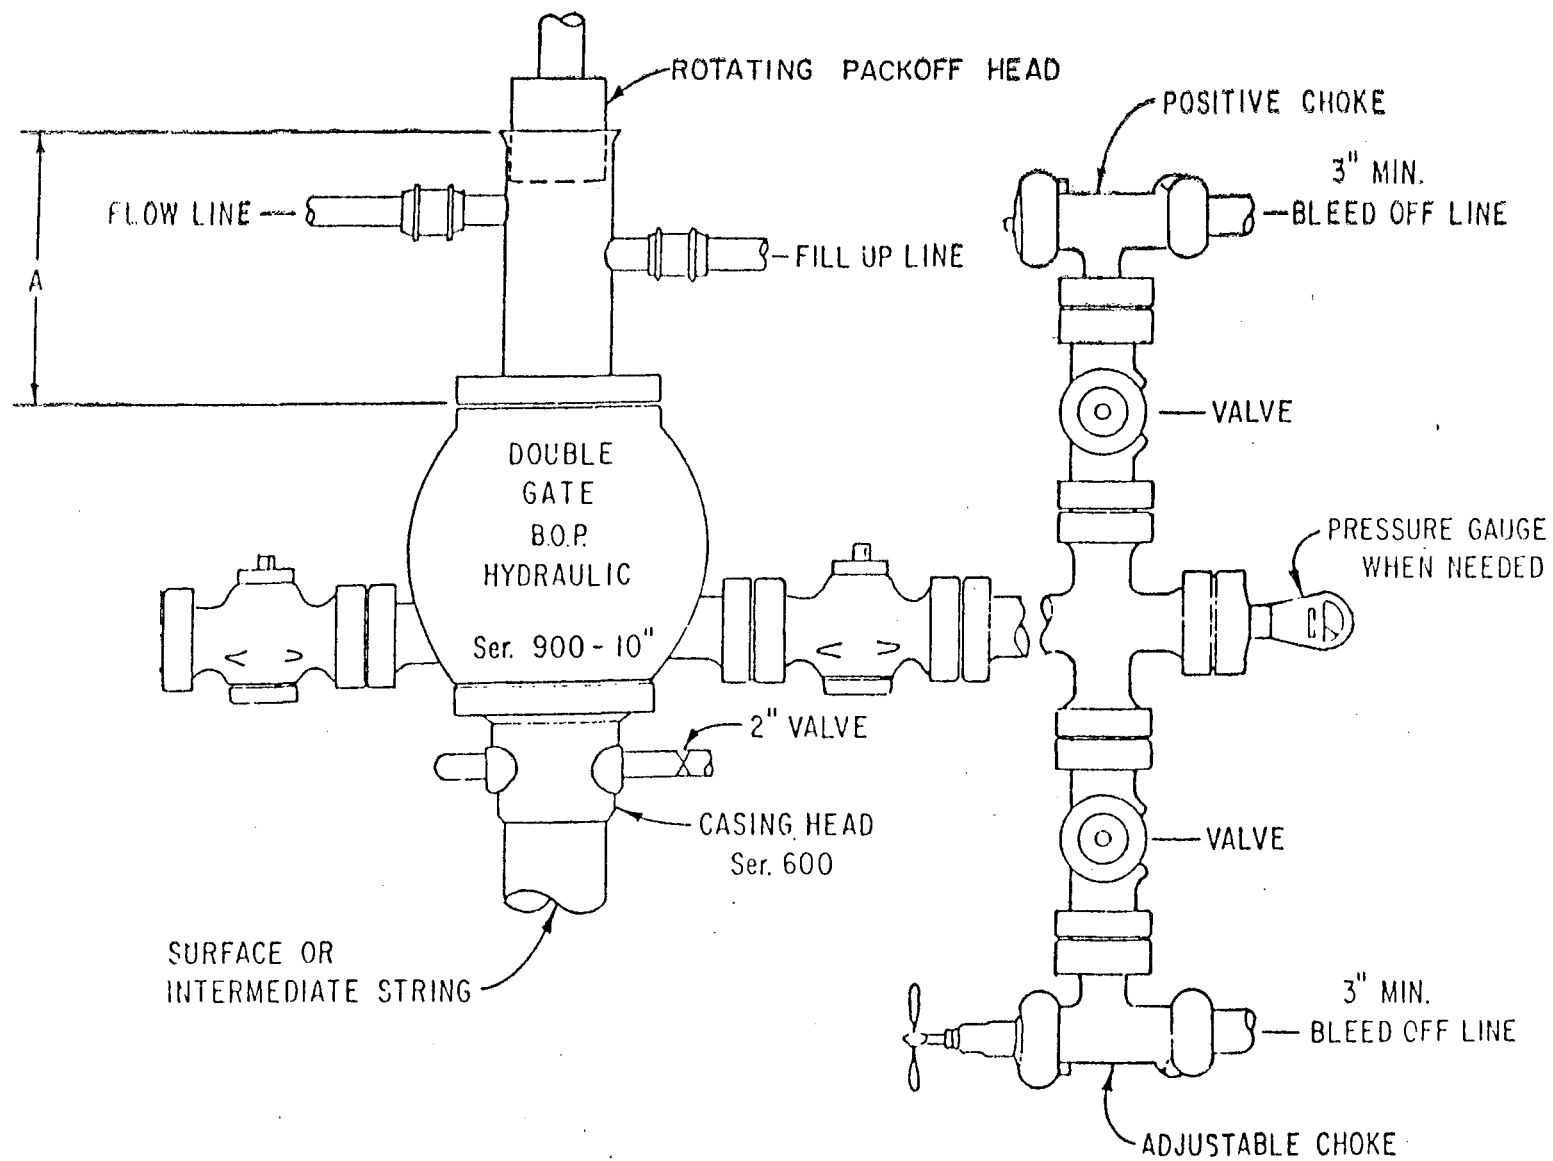 ROTATING PACKOFF HEAD
POSITIVE CHOKE
3" MIN.
BLEED OFF LINE
FLOW LINE
FILL UP LINE
A
VALVE
DOUBLE
GATE
B.O.P.
HYDRAULIC
Ser. 900 - 10"
PRESSURE GAUGE
WHEN NEEDED
2" VALVE
CASING HEAD
Ser. 600
VALVE
SURFACE OR
INTERMEDIATE STRING
3" MIN.
BLEED OFF LINE
ADJUSTABLE CHOKE